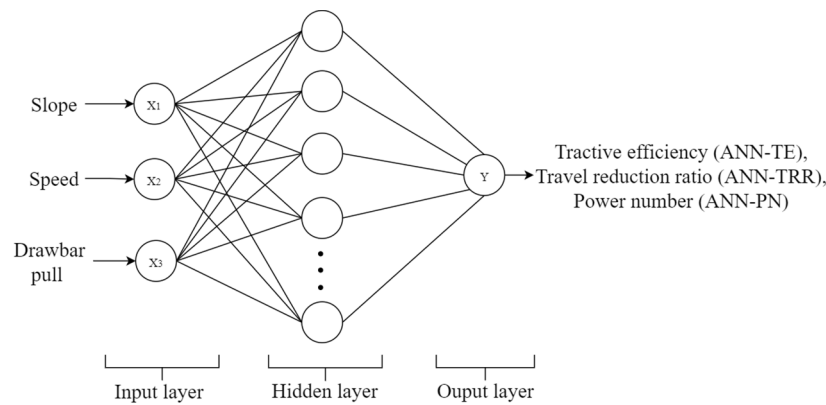 Slope
X1
Speed
X2
Drawbar
pull
X3
Y
Tractive efficiency (ANN-TE),
Travel reduction ratio (ANN-TRR),
Power number (ANN-PN)
Input layer
Hidden layer
Ouput layer